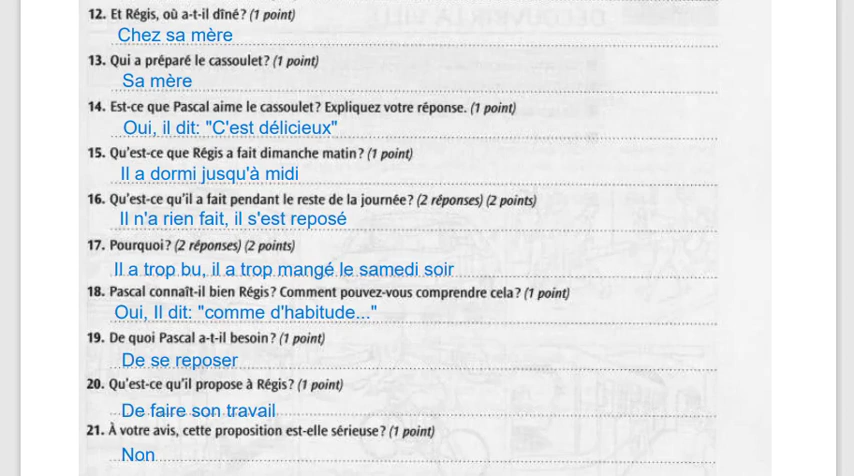 12. Et Régis, où a-t-il dîné? (1 point)
Chez sa mère
13. Qui a préparé le cassoulet? (1 point)
Sa mère
14. Est-ce que Pascal aime le cassoulet? Expliquez votre réponse. (1 point)
Oui, il dit: "C'est délicieux"
15. Qu'est-ce que Régis a fait dimanche matin? (1 point)
Il a dormi jusqu'à midi
16. Qu'est-ce qu'il a fait pendant le reste de la journée? (2 réponses) (2 points)
Il n'a rien fait, il s'est reposé
17. Pourquoi? (2 réponses) (2 points)
Il a trop bu, il a trop mangé le samedi soir
18. Pascal connaît-il bien Régis? Comment pouvez-vous comprendre cela? (1 point)
Oui, Il dit: "comme d'habitude..."
19. De quoi Pascal a-t-il besoin? (1 point)
De se reposer
20. Qu'est-ce qu'il propose à Régis? (1 point)
De faire son travail
21. À votre avis, cette proposition est-elle sérieuse? (1 point)
Non